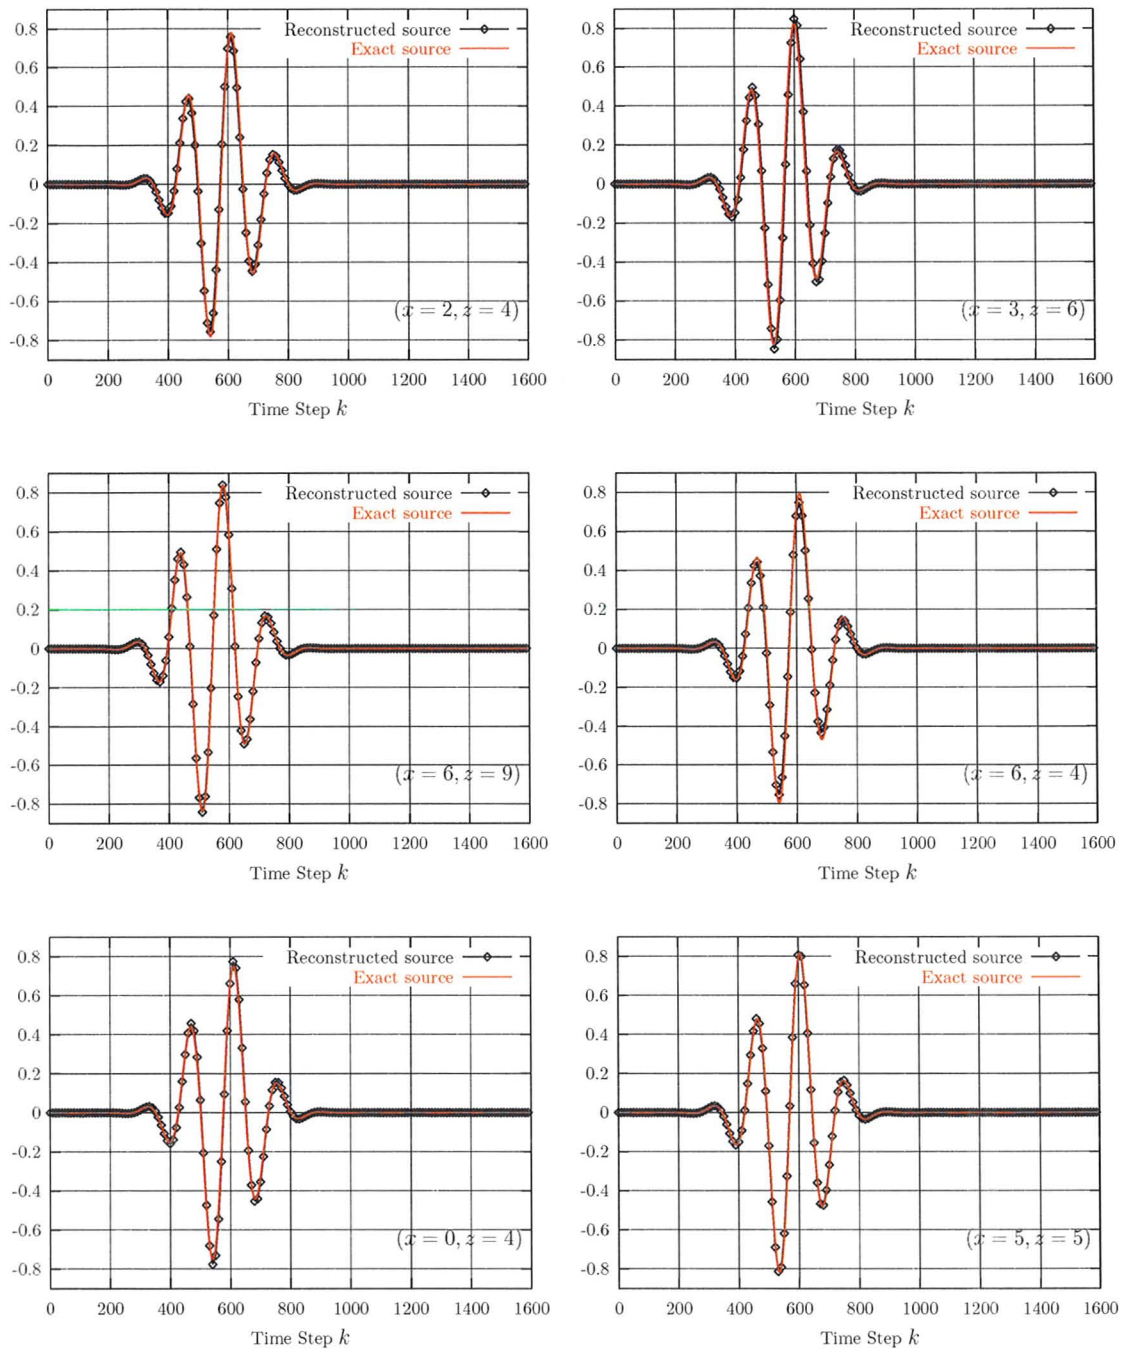 0.8
0.6
0.4
0.2
0
-0.2
-0.4
-0.6
-0.8
Reconstructed source
Exact source
(x = 2, z = 4)
0 200 400 600 800 1000 1200 1400 1600
Time Step k
0.8
0.6
0.4
0.2
0
-0.2
-0.4
-0.6
-0.8
Reconstructed source
Exact source
(x = 3, z = 6)
0 200 400 600 800 1000 1200 1400 1600
Time Step k
0.8
0.6
0.4
0.2
0
-0.2
-0.4
-0.6
-0.8
Reconstructed source
Exact source
(x = 6, z = 9)
0 200 400 600 800 1000 1200 1400 1600
Time Step k
0.8
0.6
0.4
0.2
0
-0.2
-0.4
-0.6
-0.8
Reconstructed source
Exact source
(x = 6, z = 4)
0 200 400 600 800 1000 1200 1400 1600
Time Step k
0.8
0.6
0.4
0.2
0
-0.2
-0.4
-0.6
-0.8
Reconstructed source
Exact source
(x = 0, z = 4)
0 200 400 600 800 1000 1200 1400 1600
Time Step k
0.8
0.6
0.4
0.2
0
-0.2
-0.4
-0.6
-0.8
Reconstructed source
Exact source
(x = 5, z = 5)
0 200 400 600 800 1000 1200 1400 1600
Time Step k